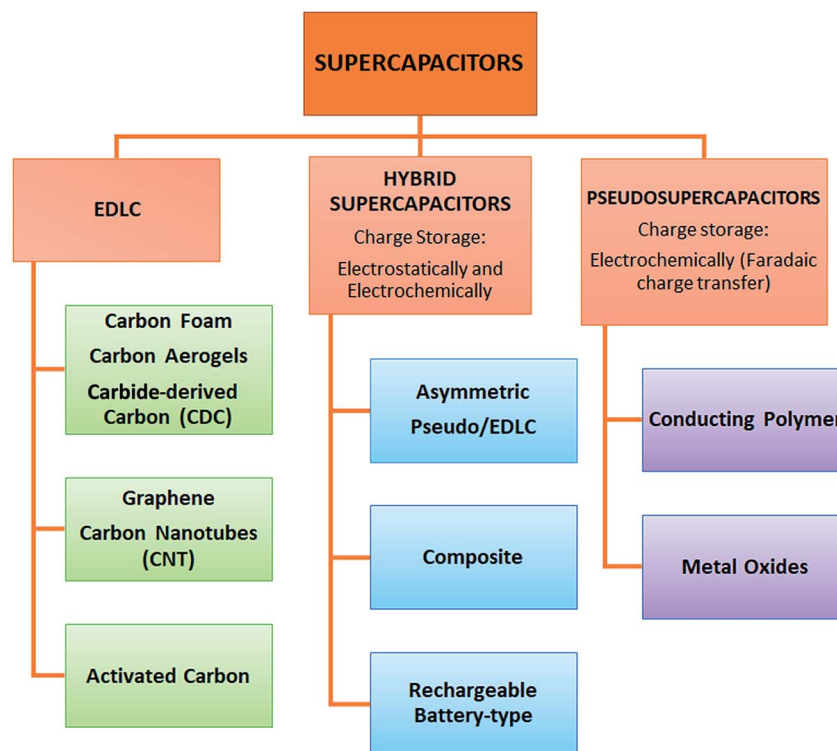 SUPERCAPACITORS
EDLC
Carbon Foam
Carbon Aerogels
Carbide-derived
Carbon (CDC)
Graphene
Carbon Nanotubes
(CNT)
Activated Carbon
HYBRID
SUPERCAPACITORS
Charge Storage:
Electrostatically and
Electrochemically
Asymmetric
Pseudo/EDLC
Composite
Rechargeable
Battery-type
PSEUDOSUPERCAPACITORS
Charge storage:
Electrochemically (Faradaic
charge transfer)
Conducting Polymer
Metal Oxides